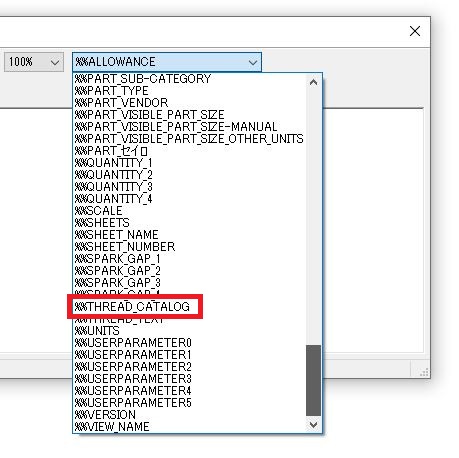 100%
%%ALLOWANCE
%%PART_SUB-CATEGORY
%%PART_TYPE
%%PART_VENDOR
%%PART_VISIBLE_PART_SIZE
%%PART_VISIBLE_PART_SIZE-MANUAL
%%PART_VISIBLE_PART_SIZE_OTHER_UNITS
%%PART_セイロ
%%QUANTITY_1
%%QUANTITY_2
%%QUANTITY_3
%%QUANTITY_4
%%SCALE
%%SHEETS
%%SHEET_NAME
%%SHEET_NUMBER
%%SPARK_GAP_1
%%SPARK_GAP_2
%%SPARK_GAP_3
%%SPARK_GAP_4
%%THREAD_CATALOG
%%THREAD_TEXT
%%UNITS
%%USERPARAMETER0
%%USERPARAMETER1
%%USERPARAMETER2
%%USERPARAMETER3
%%USERPARAMETER4
%%USERPARAMETER5
%%VERSION
%%VIEW_NAME